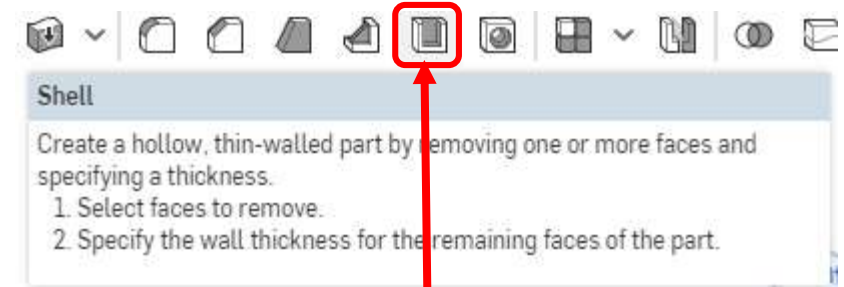 Shell
Create a hollow, thin-walled part by removing one or more faces and
specifying a thickness.
1. Select faces to remove.
2. Specify the wall thickness for the remaining faces of the part.